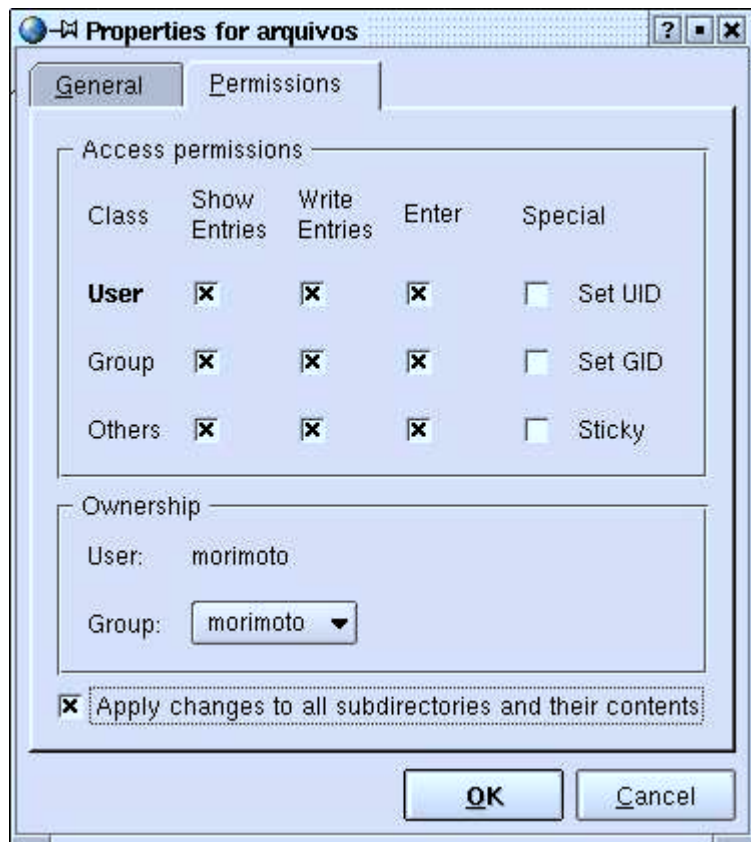 Properties for arquivos
General Permissions
Access permissions
Class Show Entries Write Entries Enter Special
User Set UID
Group Set GID
Others Sticky
Ownership
User: morimoto
Group: morimoto
Apply changes to all subdirectories and their contents
OK Cancel